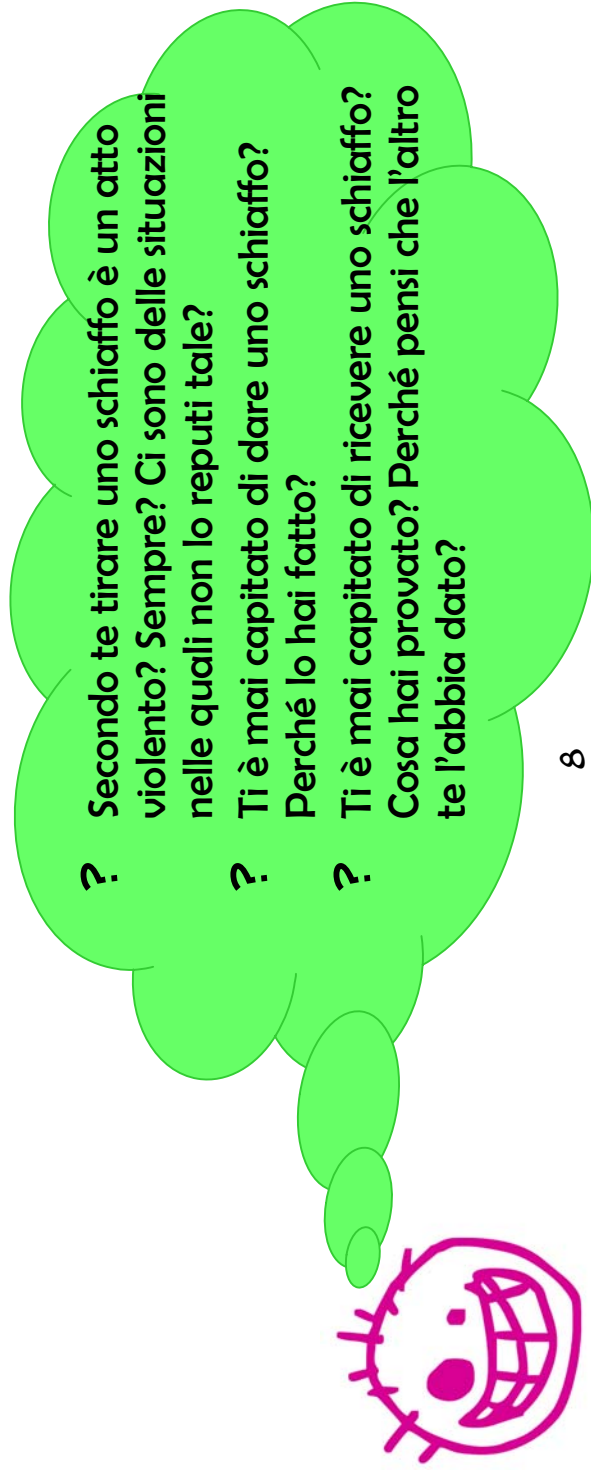 ? Secondo te tirare uno schiaffo è un atto
violento? Sempre? Ci sono delle situazioni
nelle quali non lo reputi tale?
? Ti è mai capitato di dare uno schiaffo?
Perché lo hai fatto?
? Ti è mai capitato di ricevere uno schiaffo?
Cosa hai provato? Perché pensi che l'altro
te l'abbia dato?
8